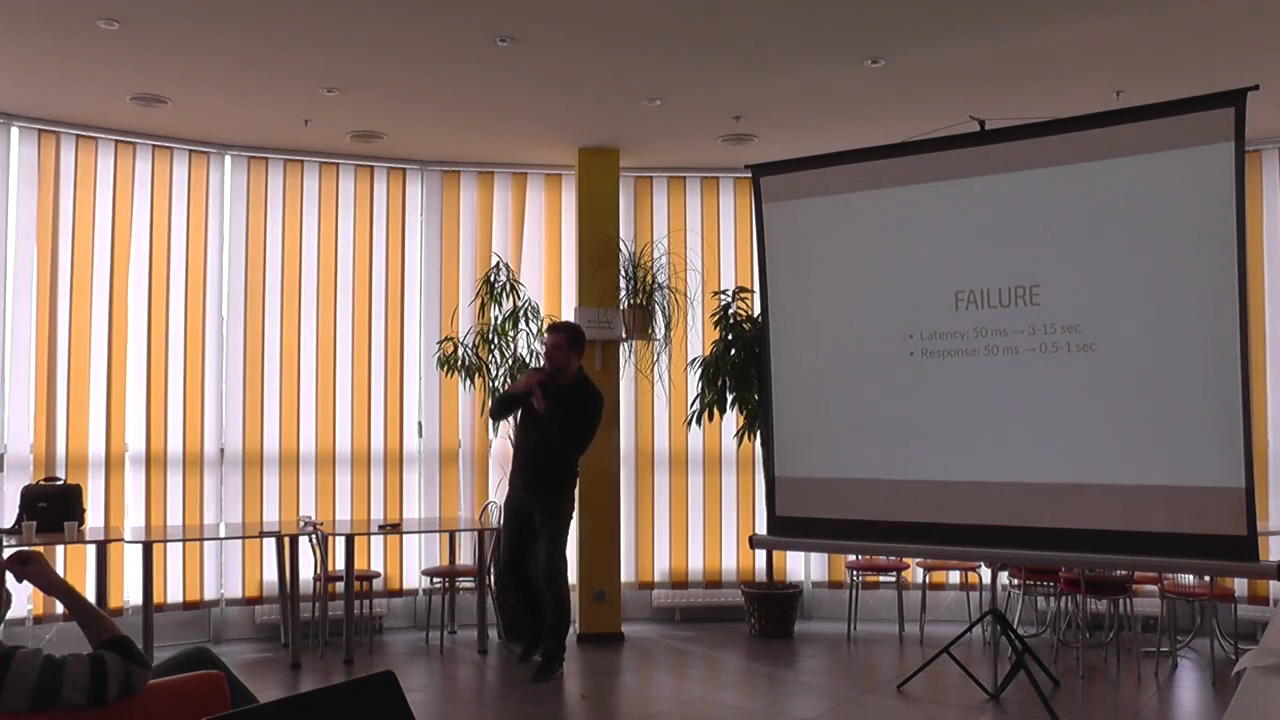 FAILURE
• Latency: 50 ms → 3-15 sec
• Response: 50 ms → 0.5-1 sec